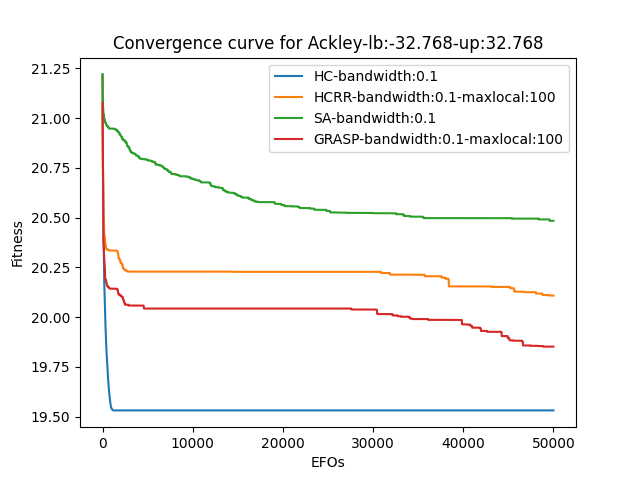 Convergence curve for Ackley-lb:-32.768-up:32.768
HC-bandwidth:0.1
HCRR-bandwidth:0.1-maxlocal:100
SA-bandwidth:0.1
GRASP-bandwidth:0.1-maxlocal:100
Fitness
21.25
21.00
20.75
20.50
20.25
20.00
19.75
19.50
0 10000 20000 30000 40000 50000
EFOs